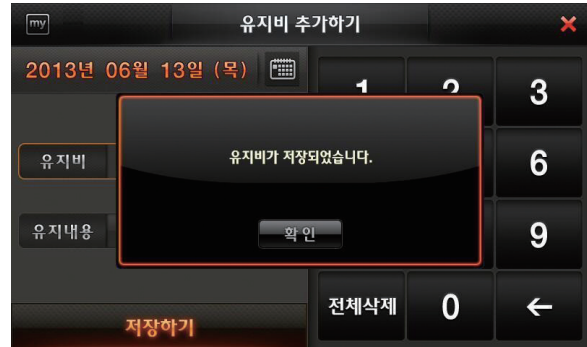 my
유지비 추가하기
2013년 06월 13일 (목)
1 2 3
유지비가 저장되었습니다.
유지비
6
유지내용
확인
9
전체삭제 0
저장하기